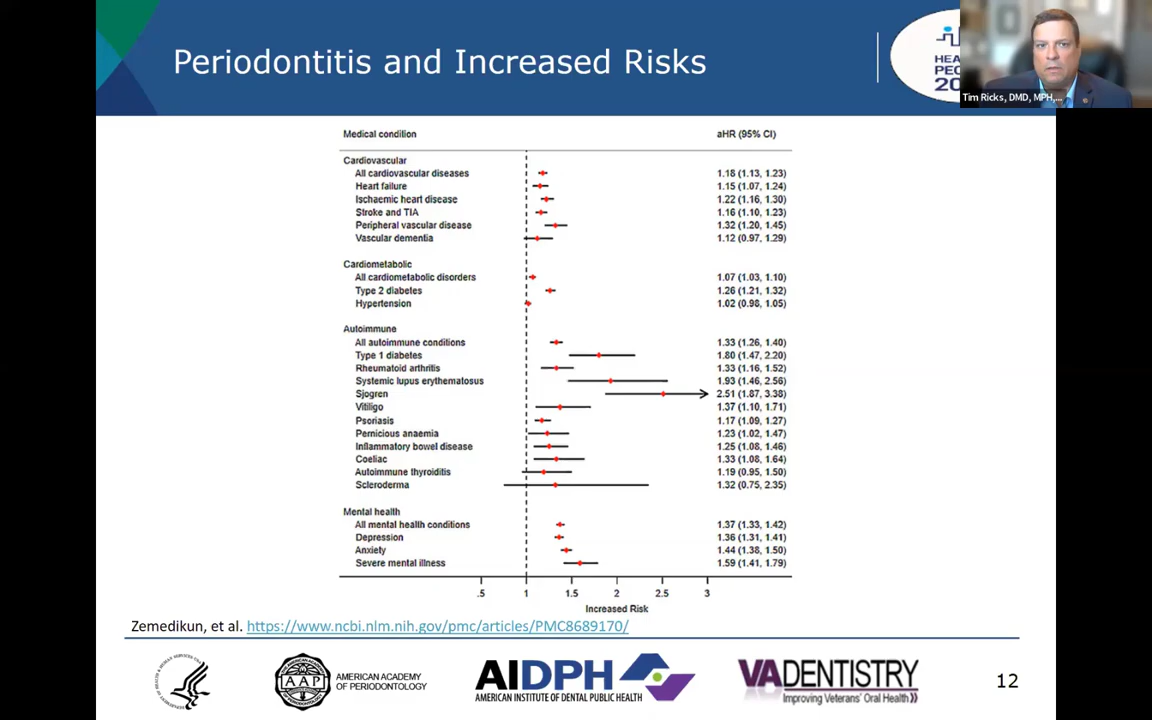 Periodontitis and Increased Risks
HEA
PEO
20
Tim Ricks, DMD, MPH,...
Medical condition aHR (95% CI)
Cardiovascular
All cardiovascular diseases 1.18 (1.13, 1.23)
Heart failure 1.15 (1.07, 1.24)
Ischaemic heart disease 1.22 (1.16, 1.30)
Stroke and TIA 1.16 (1.10, 1.23)
Peripheral vascular disease 1.32 (1.20, 1.45)
Vascular dementia 1.12 (0.97, 1.29)
Cardiometabolic
All cardiometabolic disorders 1.07 (1.03, 1.10)
Type 2 diabetes 1.26 (1.21, 1.32)
Hypertension 1.02 (0.98, 1.05)
Autoimmune
All autoimmune conditions 1.33 (1.26, 1.40)
Type 1 diabetes 1.80 (1.47, 2.20)
Rheumatoid arthritis 1.33 (1.16, 1.52)
Systemic lupus erythematosus 1.93 (1.46, 2.56)
Sjogren 2.51 (1.87, 3.38)
Vitiligo 1.37 (1.10, 1.71)
Psoriasis 1.17 (1.09, 1.27)
Pernicious anaemia 1.23 (1.02, 1.47)
Inflammatory bowel disease 1.25 (1.08, 1.46)
Coeliac 1.33 (1.08, 1.64)
Autoimmune thyroiditis 1.19 (0.95, 1.50)
Scleroderma 1.32 (0.75, 2.35)
Mental health
All mental health conditions 1.37 (1.33, 1.42)
Depression 1.36 (1.31, 1.41)
Anxiety 1.44 (1.38, 1.50)
Severe mental illness 1.59 (1.41, 1.79)
.5 1 1.5 2 2.5 3
Increased Risk
Zemedikun, et al. https://www.ncbi.nlm.nih.gov/pmc/articles/PMC8689170/
AAP
AMERICAN ACADEMY
OF PERIODONTOLOGY
AIDPH
AMERICAN INSTITUTE OF DENTAL PUBLIC HEALTH
VADENTISTRY
Improving Veterans' Oral Health
12